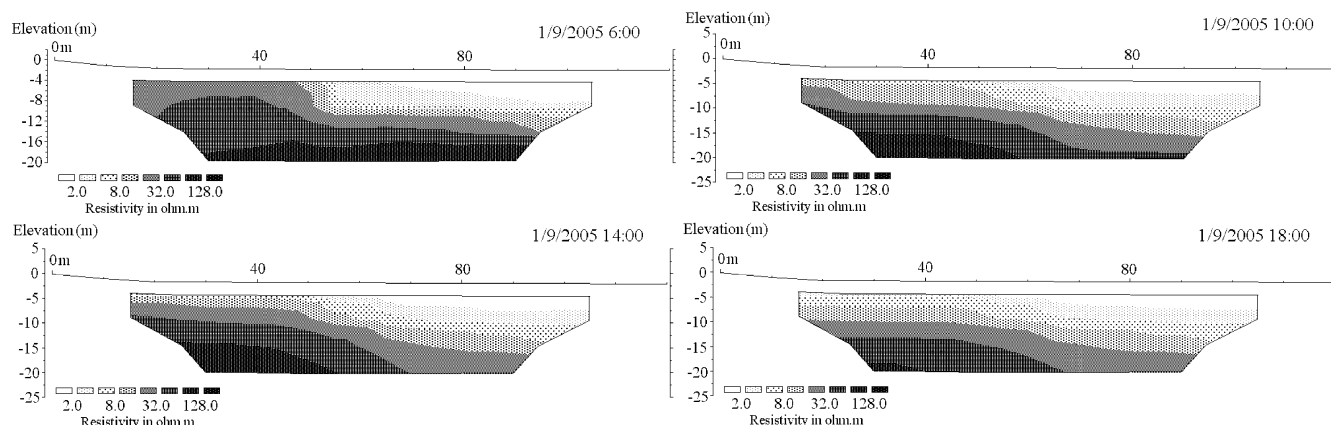 Elevation (m)
1/9/2005 6:00
0m 40 80
0
-4
-8
-12
-16
-20
2.0 8.0 32.0 128.0
Resistivity in ohm.m
Elevation (m)
1/9/2005 10:00
5
0m 40 80
0
-5
-10
-15
-20
-25
2.0 8.0 32.0 128.0
Resistivity in ohm.m
Elevation (m)
1/9/2005 14:00
5
0m 40 80
0
-5
-10
-15
-20
-25
2.0 8.0 32.0 128.0
Resistivity in ohm.m
Elevation (m)
1/9/2005 18:00
5
0m 40 80
0
-5
-10
-15
-20
-25
2.0 8.0 32.0 128.0
Resistivity in ohm.m